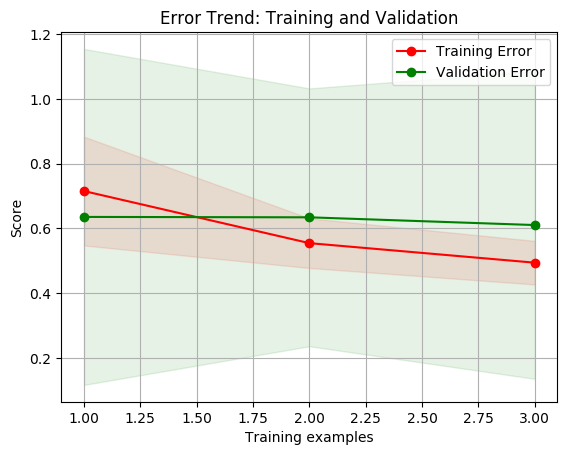 Error Trend: Training and Validation
Training Error
Validation Error
Score
1.2
1.0
0.8
0.6
0.4
0.2
1.00 1.25 1.50 1.75 2.00 2.25 2.50 2.75 3.00
Training examples